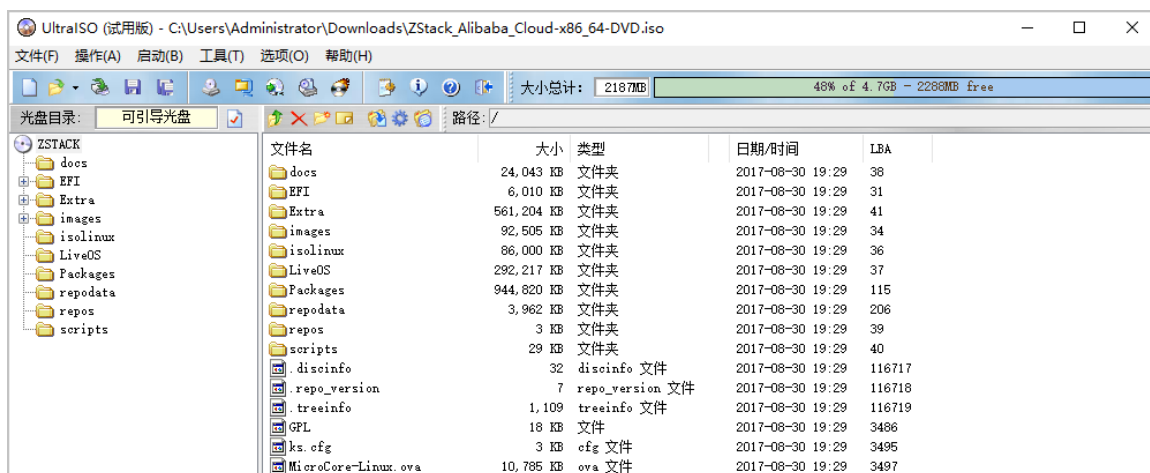 UltraISO (试用版) - C:\Users\Administrator\Downloads\ZStack_Alibaba_Cloud-x86_64-DVD.iso
文件(F) 操作(A) 启动(B) 工具(T) 选项(O) 帮助(H)
大小总计: 2187MB 48% of 4.7GB - 2288MB free
光盘目录: 可引导光盘 路径: /
ZSTACK
docs
EFI
Extra
images
isolinux
LiveOS
Packages
repodata
repos
scripts
文件名 大小 类型 日期/时间 LBA
docs 24,043 KB 文件夹 2017-08-30 19:29 38
EFI 6,010 KB 文件夹 2017-08-30 19:29 31
Extra 561,204 KB 文件夹 2017-08-30 19:29 41
images 92,505 KB 文件夹 2017-08-30 19:29 34
isolinux 86,000 KB 文件夹 2017-08-30 19:29 36
LiveOS 292,217 KB 文件夹 2017-08-30 19:29 37
Packages 944,820 KB 文件夹 2017-08-30 19:29 115
repodata 3,962 KB 文件夹 2017-08-30 19:29 206
repos 3 KB 文件夹 2017-08-30 19:29 39
scripts 29 KB 文件夹 2017-08-30 19:29 40
.discinfo 32 discinfo 文件 2017-08-30 19:29 116717
.repo_version 7 repo_version 文件 2017-08-30 19:29 116718
.treeinfo 1,109 treeinfo 文件 2017-08-30 19:29 116719
GPL 18 KB 文件 2017-08-30 19:29 3486
ks.cfg 3 KB cfg 文件 2017-08-30 19:29 3495
MicroCore-Linux.ova 10,785 KB ova 文件 2017-08-30 19:29 3497